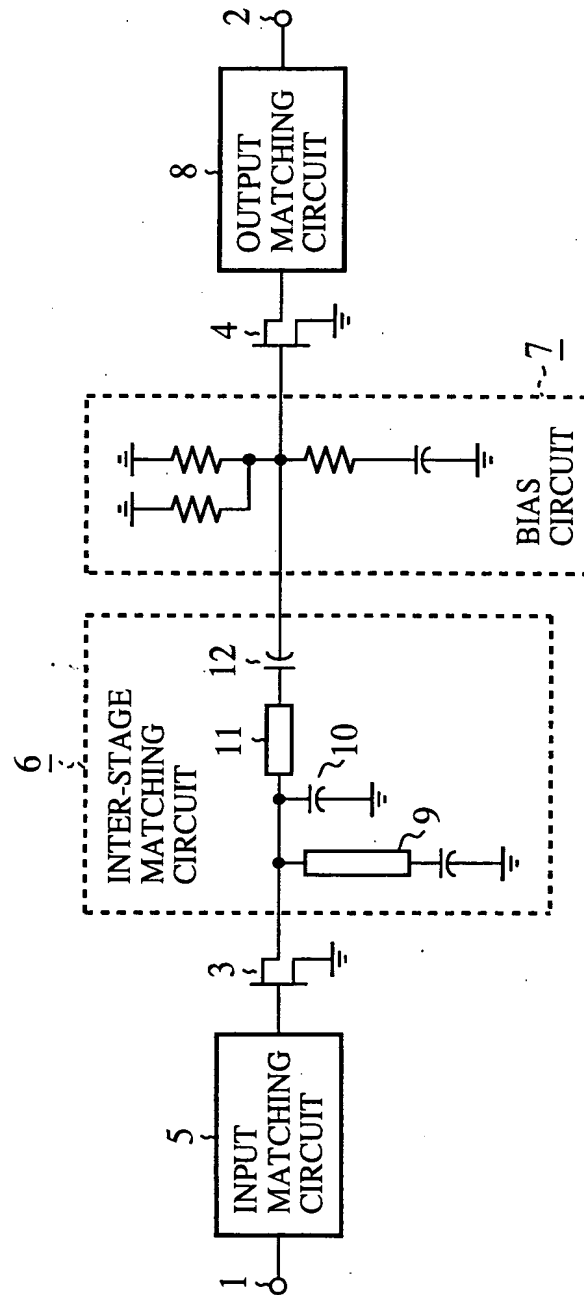 1
5
INPUT
MATCHING
CIRCUIT
3
6
INTER-STAGE
MATCHING
CIRCUIT
9
10
11
12
7
BIAS
CIRCUIT
4
8
OUTPUT
MATCHING
CIRCUIT
2